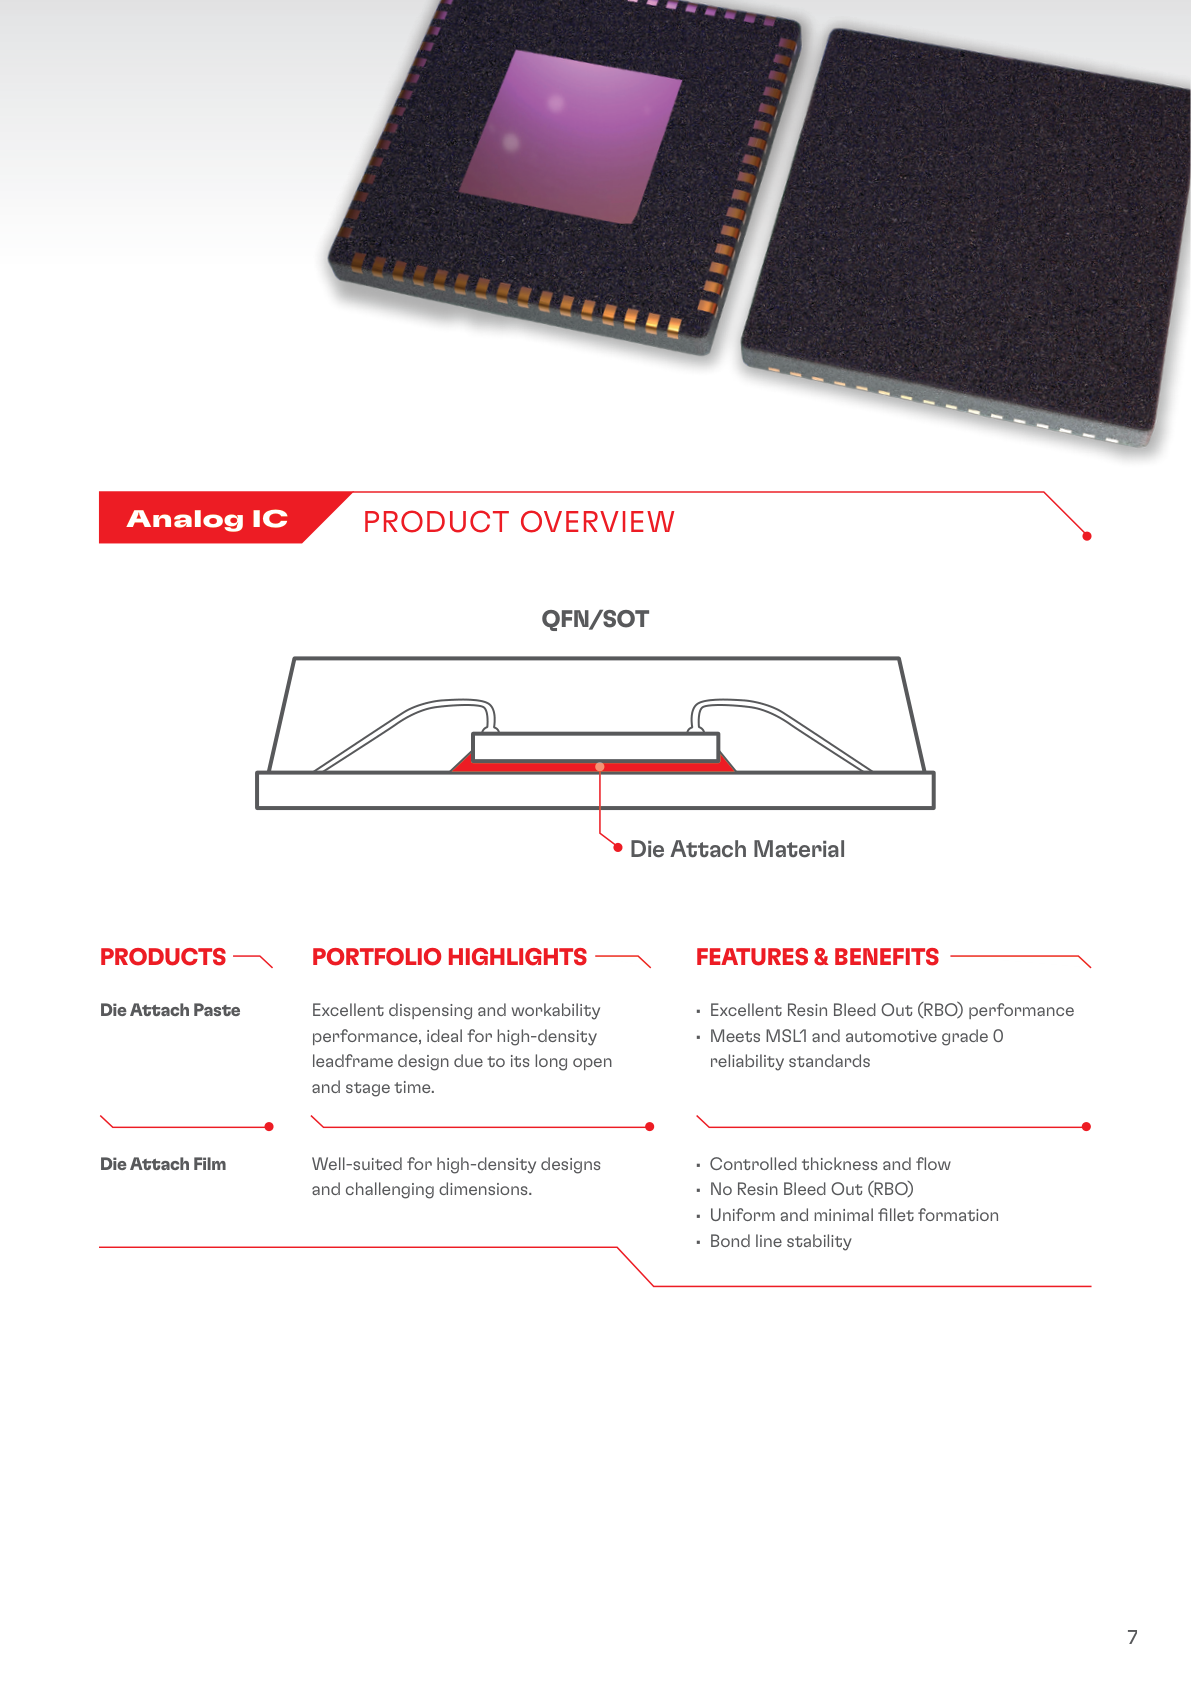 Analog IC PRODUCT OVERVIEW
QFN/SOT
Die Attach Material
PRODUCTS
PORTFOLIO HIGHLIGHTS
FEATURES & BENEFITS
Die Attach Paste
Excellent dispensing and workability
performance, ideal for high-density
leadframe design due to its long open
and stage time.
• Excellent Resin Bleed Out (RBO) performance
• Meets MSL1 and automotive grade 0
reliability standards
Die Attach Film
Well-suited for high-density designs
and challenging dimensions.
• Controlled thickness and flow
• No Resin Bleed Out (RBO)
• Uniform and minimal fillet formation
• Bond line stability
7